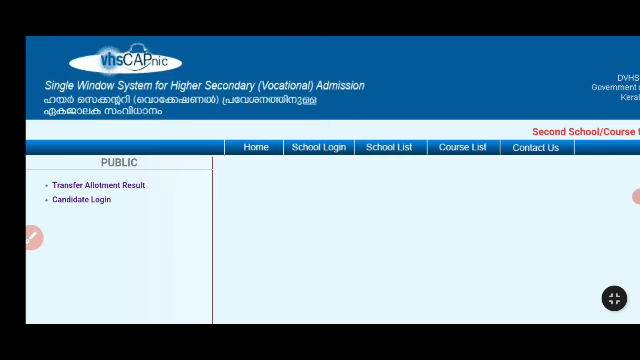 vhsCAPnic
Single Window System for Higher Secondary (Vocational) Admission
ഹയർ സെക്കന്ററി (വൊക്കേഷണൽ) പ്രവേശനത്തിനുള്ള
ഏകജാലക സംവിധാനം
DVHS
Government
Keral
Second School/Course
Home School Login School List Course List Contact Us
PUBLIC
Transfer Allotment Result
Candidate Login